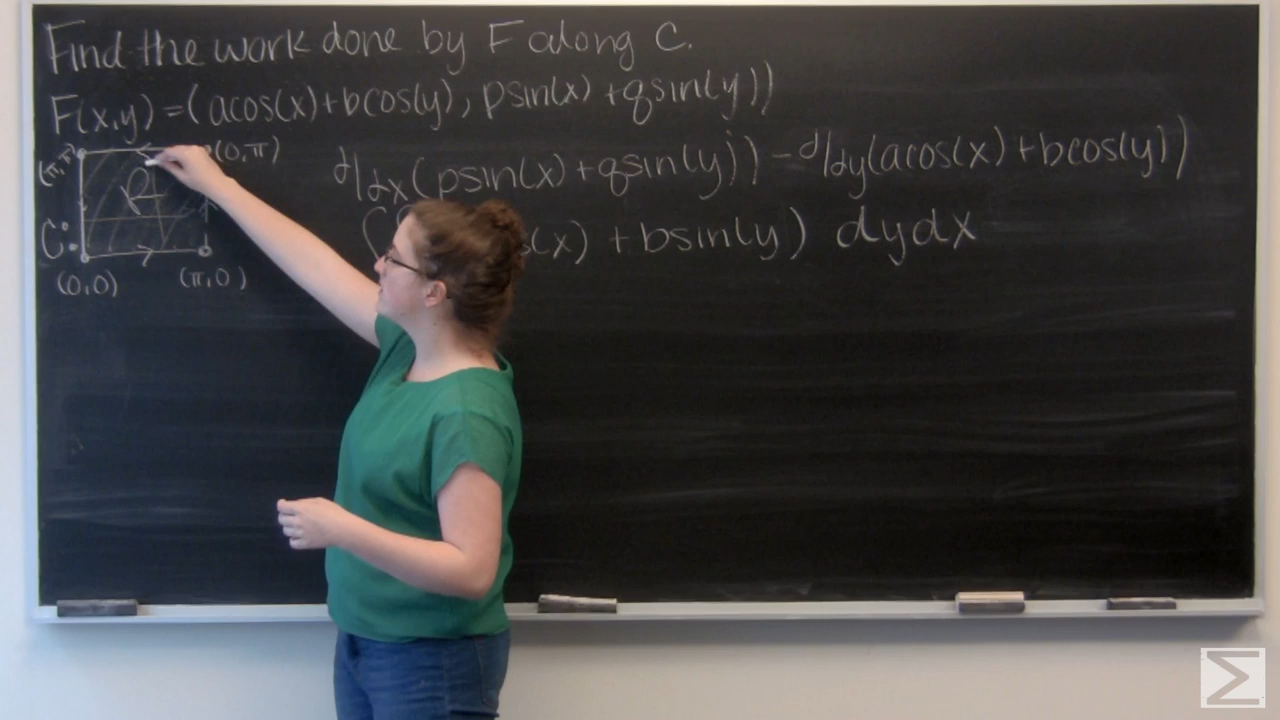 Find the work done by F along C.
F(x,y) = (acos(x)+bcos(y), psin(x) +qsin(y))
(π,π) (0,π)
R
C:
(0,0) (π,0)
d/dx(psin(x)+qsin(y)) - d/dy(acos(x)+bcos(y))
(x) + bsin(y)) dydx
Σ